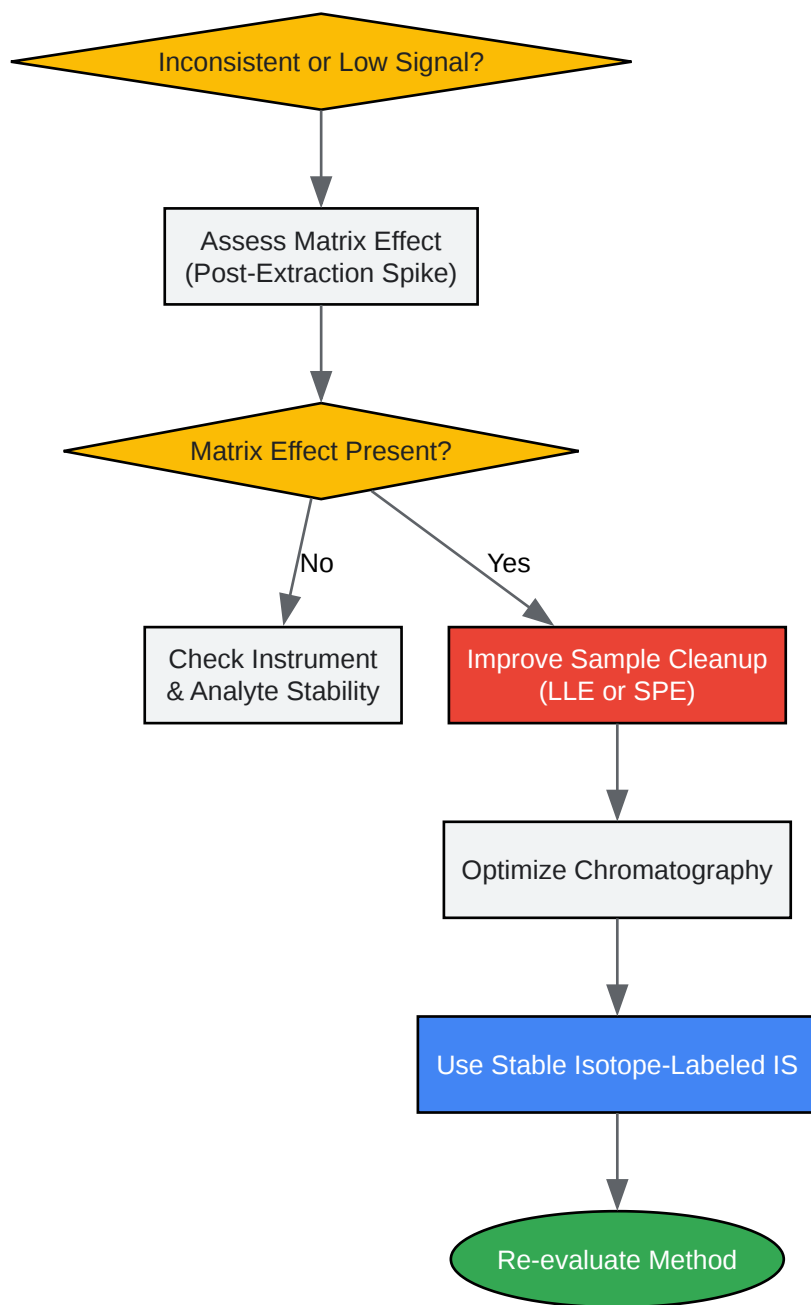 Inconsistent or Low Signal?
Assess Matrix Effect
(Post-Extraction Spike)
Matrix Effect Present?
No
Yes
Check Instrument
& Analyte Stability
Improve Sample Cleanup
(LLE or SPE)
Optimize Chromatography
Use Stable Isotope-Labeled IS
Re-evaluate Method